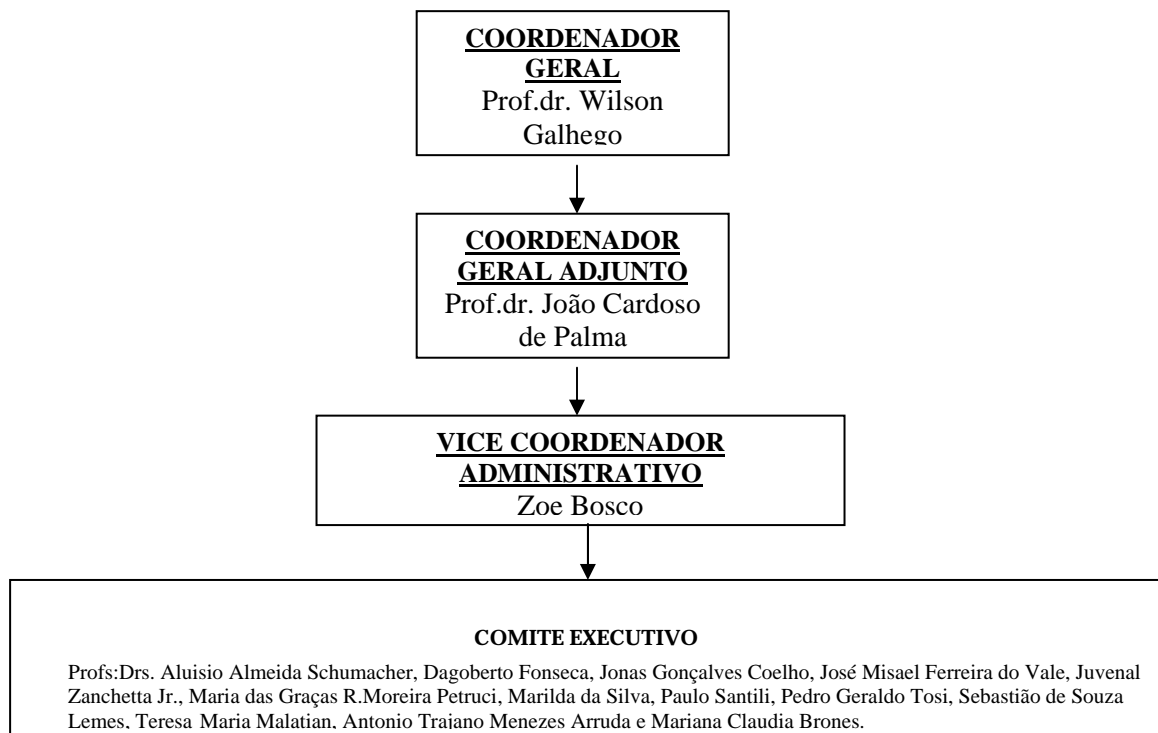 COORDENADOR
GERAL
Prof.dr. Wilson
Galhego
COORDENADOR
GERAL ADJUNTO
Prof.dr. João Cardoso
de Palma
VICE COORDENADOR
ADMINISTRATIVO
Zoe Bosco
COMITE EXECUTIVO
Profs:Drs. Aluisio Almeida Schumacher, Dagoberto Fonseca, Jonas Gonçalves Coelho, José Misael Ferreira do Vale, Juvenal
Zanchetta Jr., Maria das Graças R.Moreira Petruci, Marilda da Silva, Paulo Santili, Pedro Geraldo Tosi, Sebastião de Souza
Lemes, Teresa Maria Malatian, Antonio Trajano Menezes Arruda e Mariana Claudia Brones.